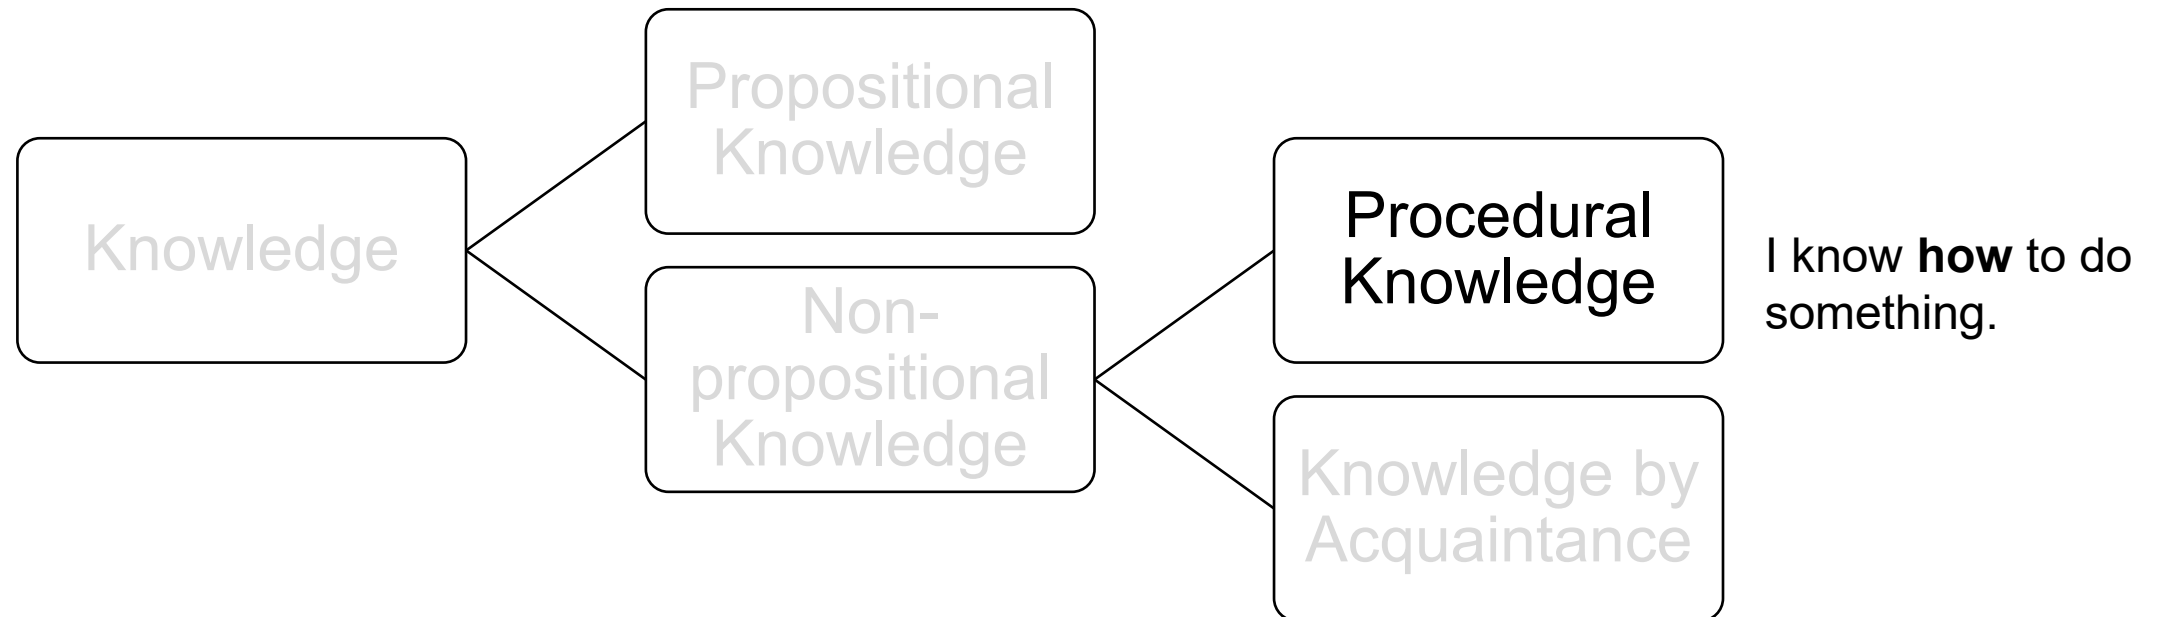 Knowledge
Propositional
Knowledge
Non-
propositional
Knowledge
Procedural
Knowledge
Knowledge by
Acquaintance
I know how to do
something.